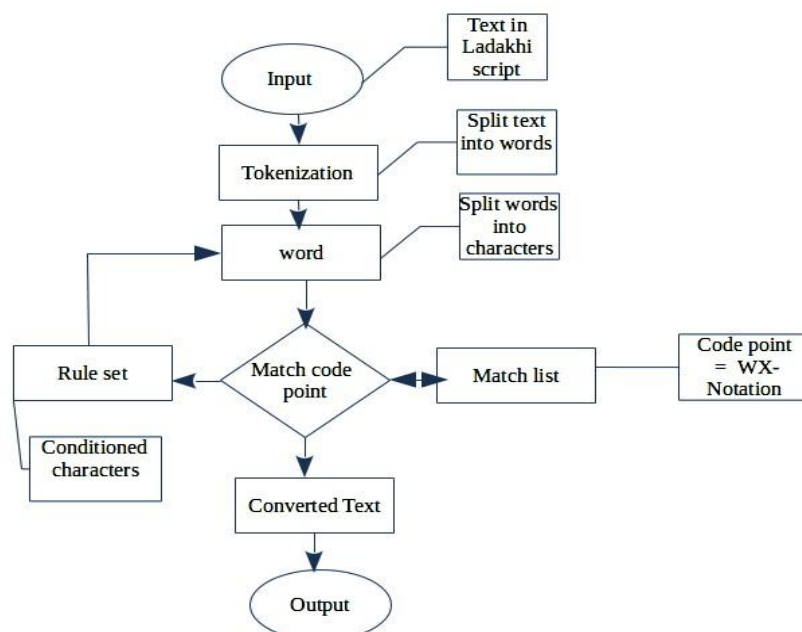 Input
Text in
Ladakhi
script
Tokenization
Split text
into words
word
Split words
into
characters
Rule set
Match code
point
Match list
Code point
= WX-
Notation
Conditioned
characters
Converted Text
Output